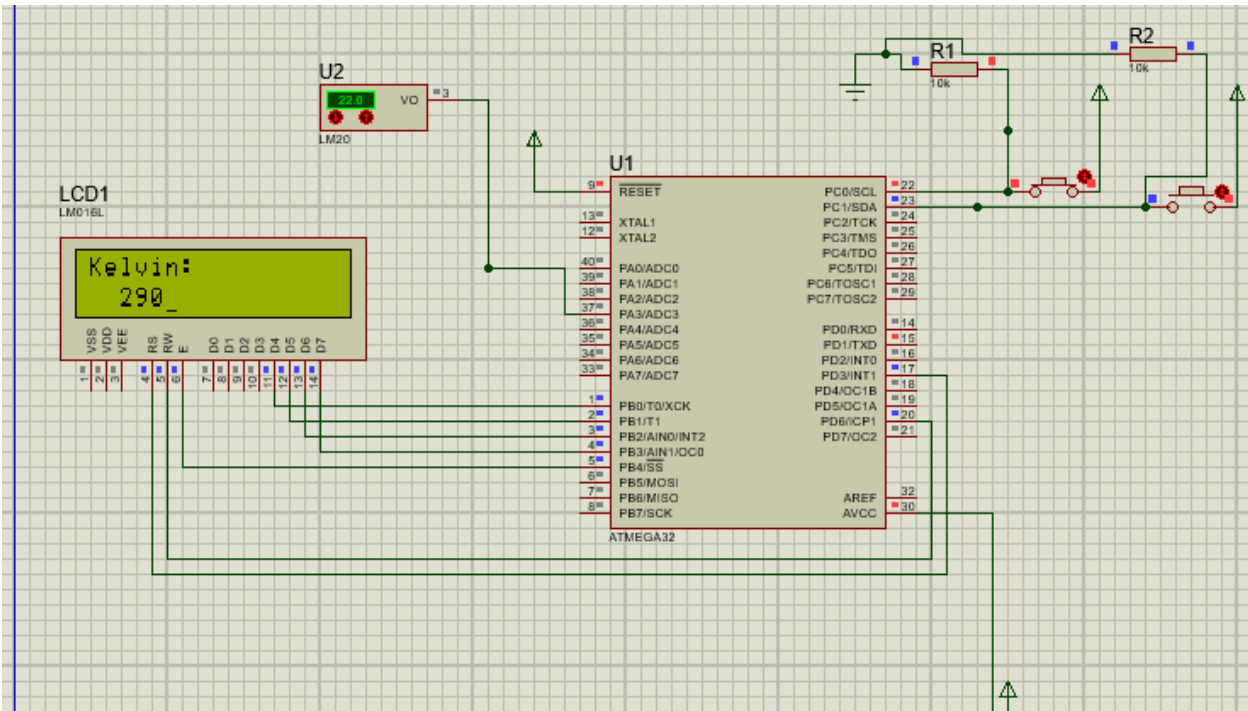 R2
R1
10k
10k
U2
22.0
VO
3
LM20
U1
LCD1
LM016L
Kelvin:
290_
VSS
VDD
VEE
RS
RW
E
D0
D1
D2
D3
D4
D5
D6
D7
1
2
3
4
5
6
7
8
9
10
11
12
13
14
9 RESET
13 XTAL1
12 XTAL2
40 PA0/ADC0
39 PA1/ADC1
38 PA2/ADC2
37 PA3/ADC3
36 PA4/ADC4
35 PA5/ADC5
34 PA6/ADC6
33 PA7/ADC7
1 PB0/T0/XCK
2 PB1/T1
3 PB2/AIN0/INT2
4 PB3/AIN1/OC0
5 PB4/SS
6 PB5/MOSI
7 PB6/MISO
8 PB7/SCK
PC0/SCL 22
PC1/SDA 23
PC2/TCK 24
PC3/TMS 25
PC4/TDO 26
PC5/TDI 27
PC6/TOSC1 28
PC7/TOSC2 29
PD0/RXD 14
PD1/TXD 15
PD2/INT0 16
PD3/INT1 17
PD4/OC1B 18
PD5/OC1A 19
PD6/ICP1 20
PD7/OC2 21
AREF 32
AVCC 30
ATMEGA32